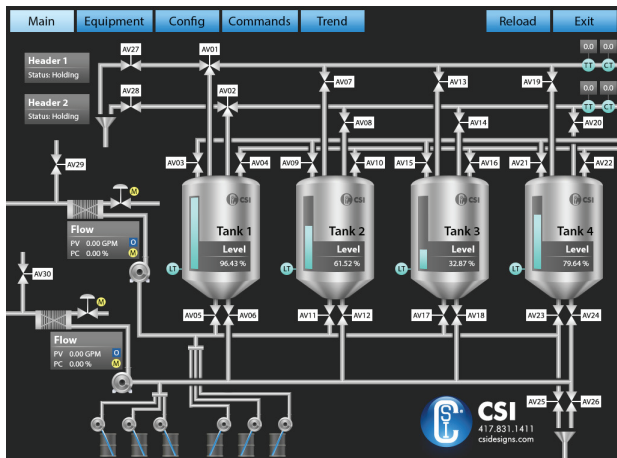 Main Equipment Config Commands Trend Reload Exit
AV27 AV01 0.0 0.0
Header 1
Status: Holding
TT CT
AV07 AV13 AV19
AV28 AV02 0.0 0.0
Header 2
Status: Holding
TT CT
AV08 AV14 AV20
AV29 AV03 AV04 AV09 AV10 AV15 AV16 AV21 AV22
M
CSI CSI CSI CSI
Tank 1 Tank 2 Tank 3 Tank 4
Level Level Level Level
96.43 % 61.52 % 32.87 % 79.64 %
LT LT LT LT
Flow
PV 0.00 GPM O
PC 0.00 % M
AV30
M
AV05 AV06 AV11 AV12 AV17 AV18 AV23 AV24
Flow
PV 0.00 GPM O
PC 0.00 % M
AV25 AV26
CSI
CSI
417.831.1411
csidesigns.com